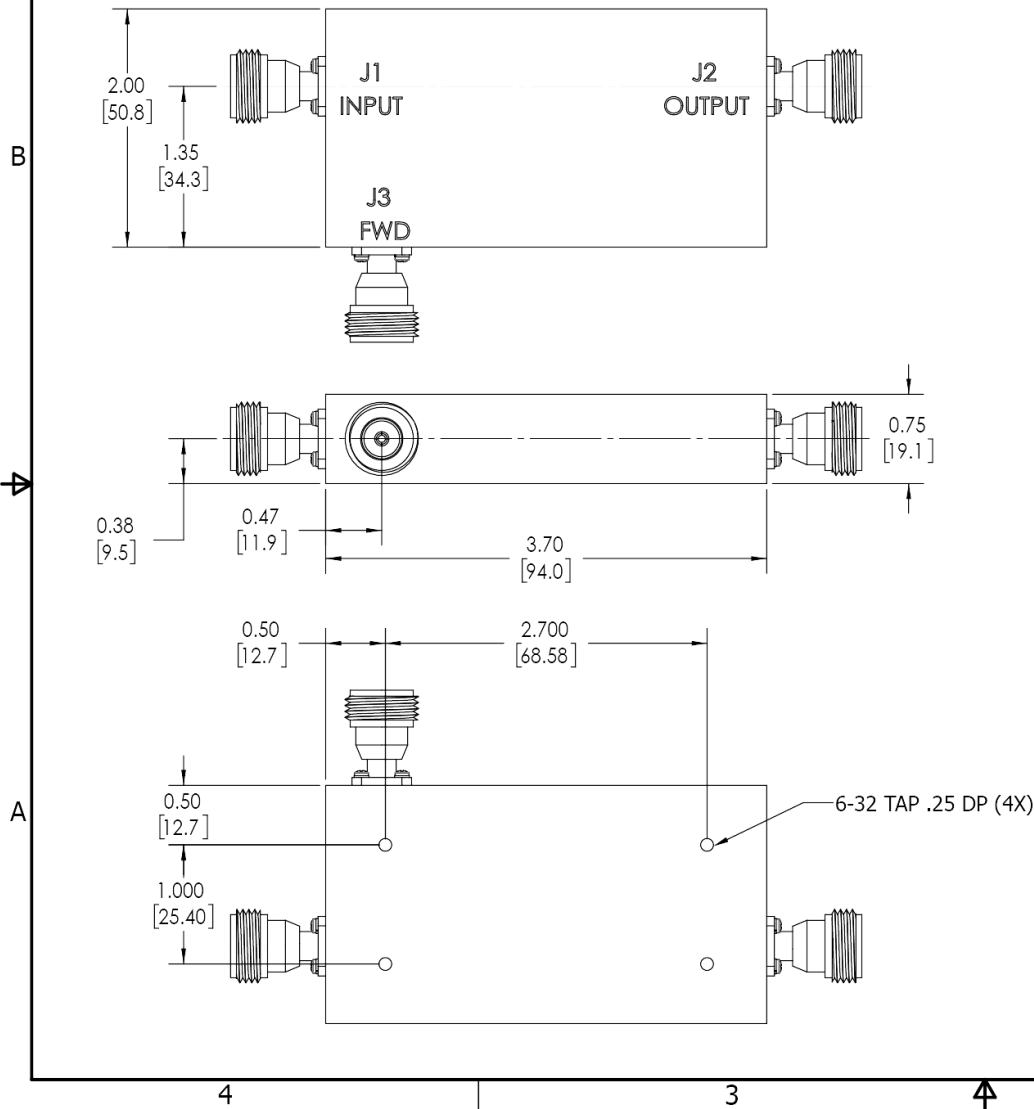 J1
INPUT
J2
OUTPUT
2.00
[50.8]
B
1.35
[34.3]
J3
FWD
0.75
[19.1]
0.38
[9.5]
0.47
[11.9]
3.70
[94.0]
0.50
[12.7]
2.700
[68.58]
A
0.50
[12.7]
6-32 TAP .25 DP (4X)
1.000
[25.40]
4
3